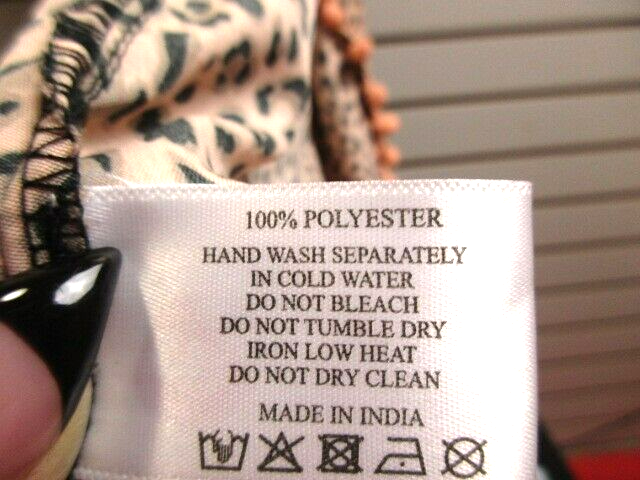 100% POLYESTER
HAND WASH SEPARATELY
IN COLD WATER
DO NOT BLEACH
DO NOT TUMBLE DRY
IRON LOW HEAT
DO NOT DRY CLEAN
MADE IN INDIA